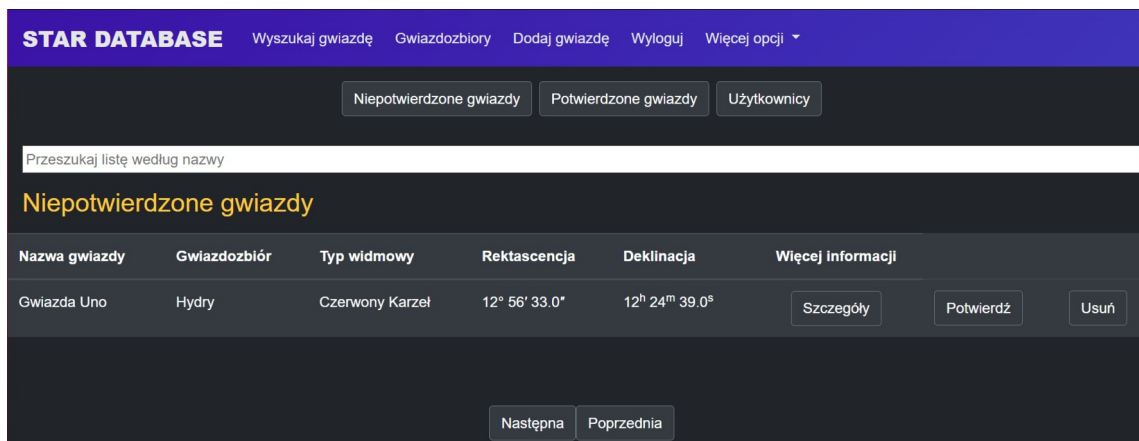 STAR DATABASE Wyszukaj gwiazdę Gwiazdozbiory Dodaj gwiazdę Wyloguj Więcej opcji
Niepotwierdzone gwiazdy Potwierdzone gwiazdy Użytkownicy
Przeszukaj listę według nazwy
Niepotwierdzone gwiazdy
Nazwa gwiazdy Gwiazdozbiór Typ widmowy Rektascencja Deklinacja Więcej informacji
Gwiazda Uno Hydry Czerwony Karzeł 12° 56′ 33.0″ 12ʰ 24ᵐ 39.0ˢ Szczegóły Potwierdź Usuń
Następna Poprzednia